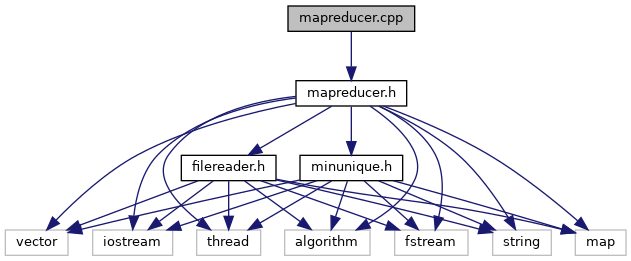 mapreducer.cpp
mapreducer.h
filereader.h
minunique.h
vector
iostream
thread
algorithm
fstream
string
map